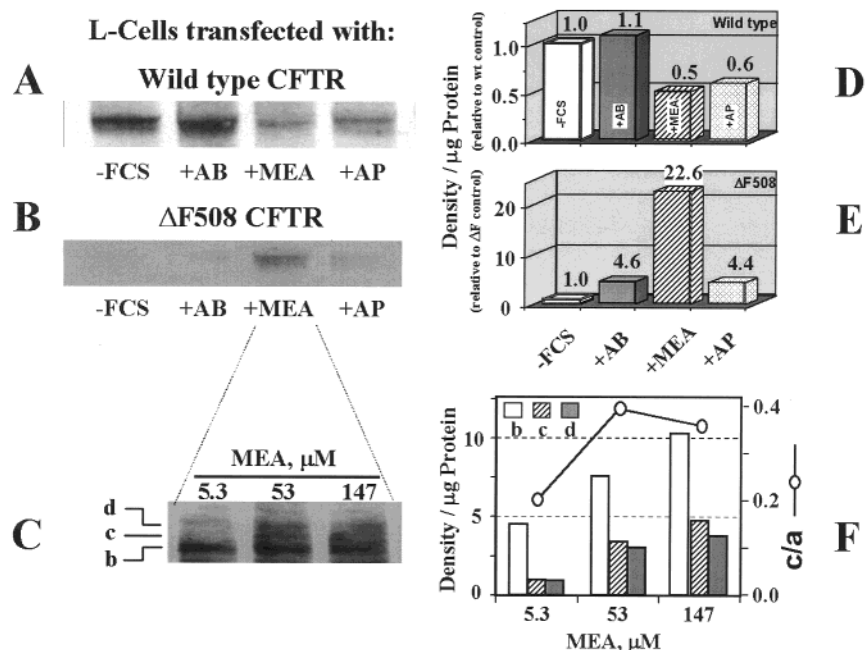 L-Cells transfected with:
A
Wild type CFTR
-FCS +AB +MEA +AP
B
ΔF508 CFTR
-FCS +AB +MEA +AP
MEA, μM
5.3 53 147
C
d
c
b
D
Density / μg Protein
(relative to wt control)
Wild type
1.0
0.5
0.0
1.0 1.1 0.5 0.6
-FCS +AB +MEA +AP
E
(relative to ΔF control)
ΔF508
20
10
0
1.0 4.6 22.6 4.4
-FCS +AB +MEA +AP
F
Density / μg Protein
b c d
10
5
0
0.4
0.2
0.0
c/a
5.3 53 147
MEA, μM